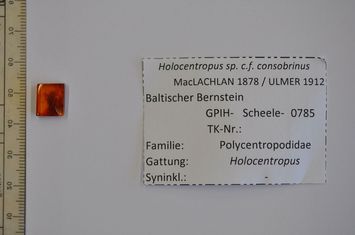 Holocentropus sp. c.f. consobrinus
MacLACHLAN 1878 / ULMER 1912
Baltischer Bernstein
GPIH- Scheele- 0785
TK-Nr.:
Familie: Polycentropodidae
Gattung: Holocentropus
Syninkl.: -